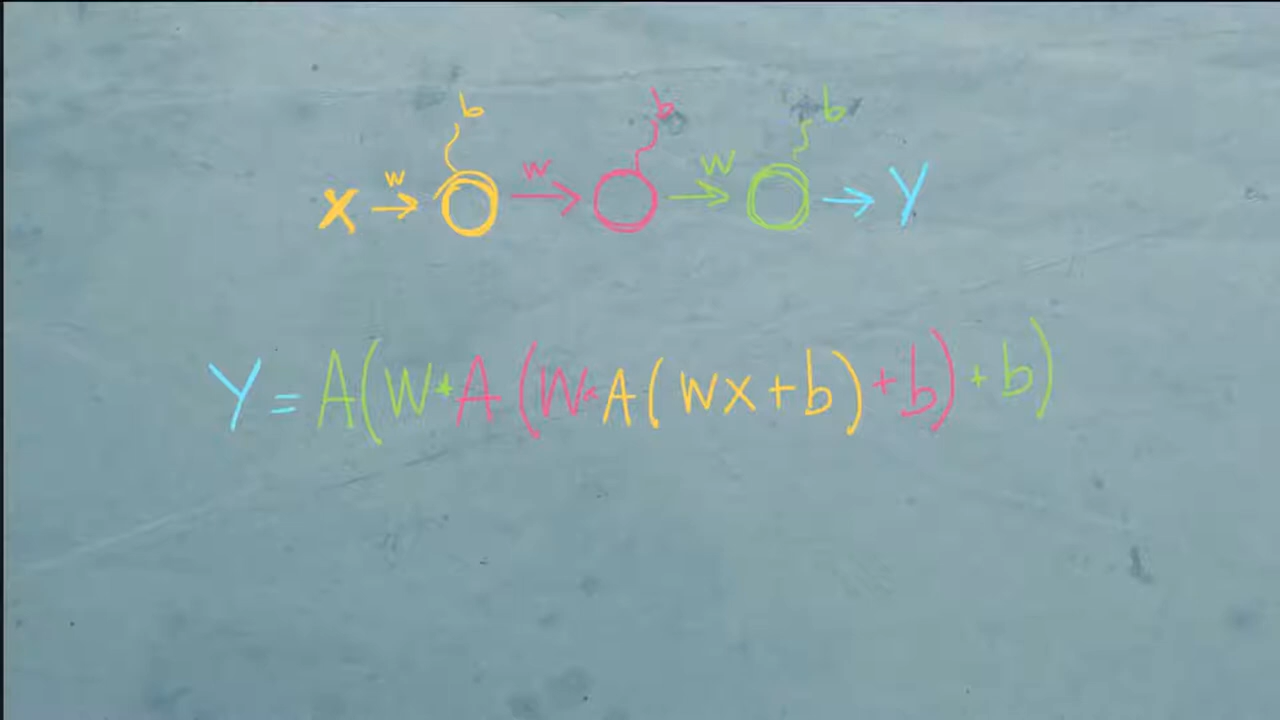 b b b
X → w → w → w → Y
Y = A(W*A(W*A(wx+b)+b)+b)